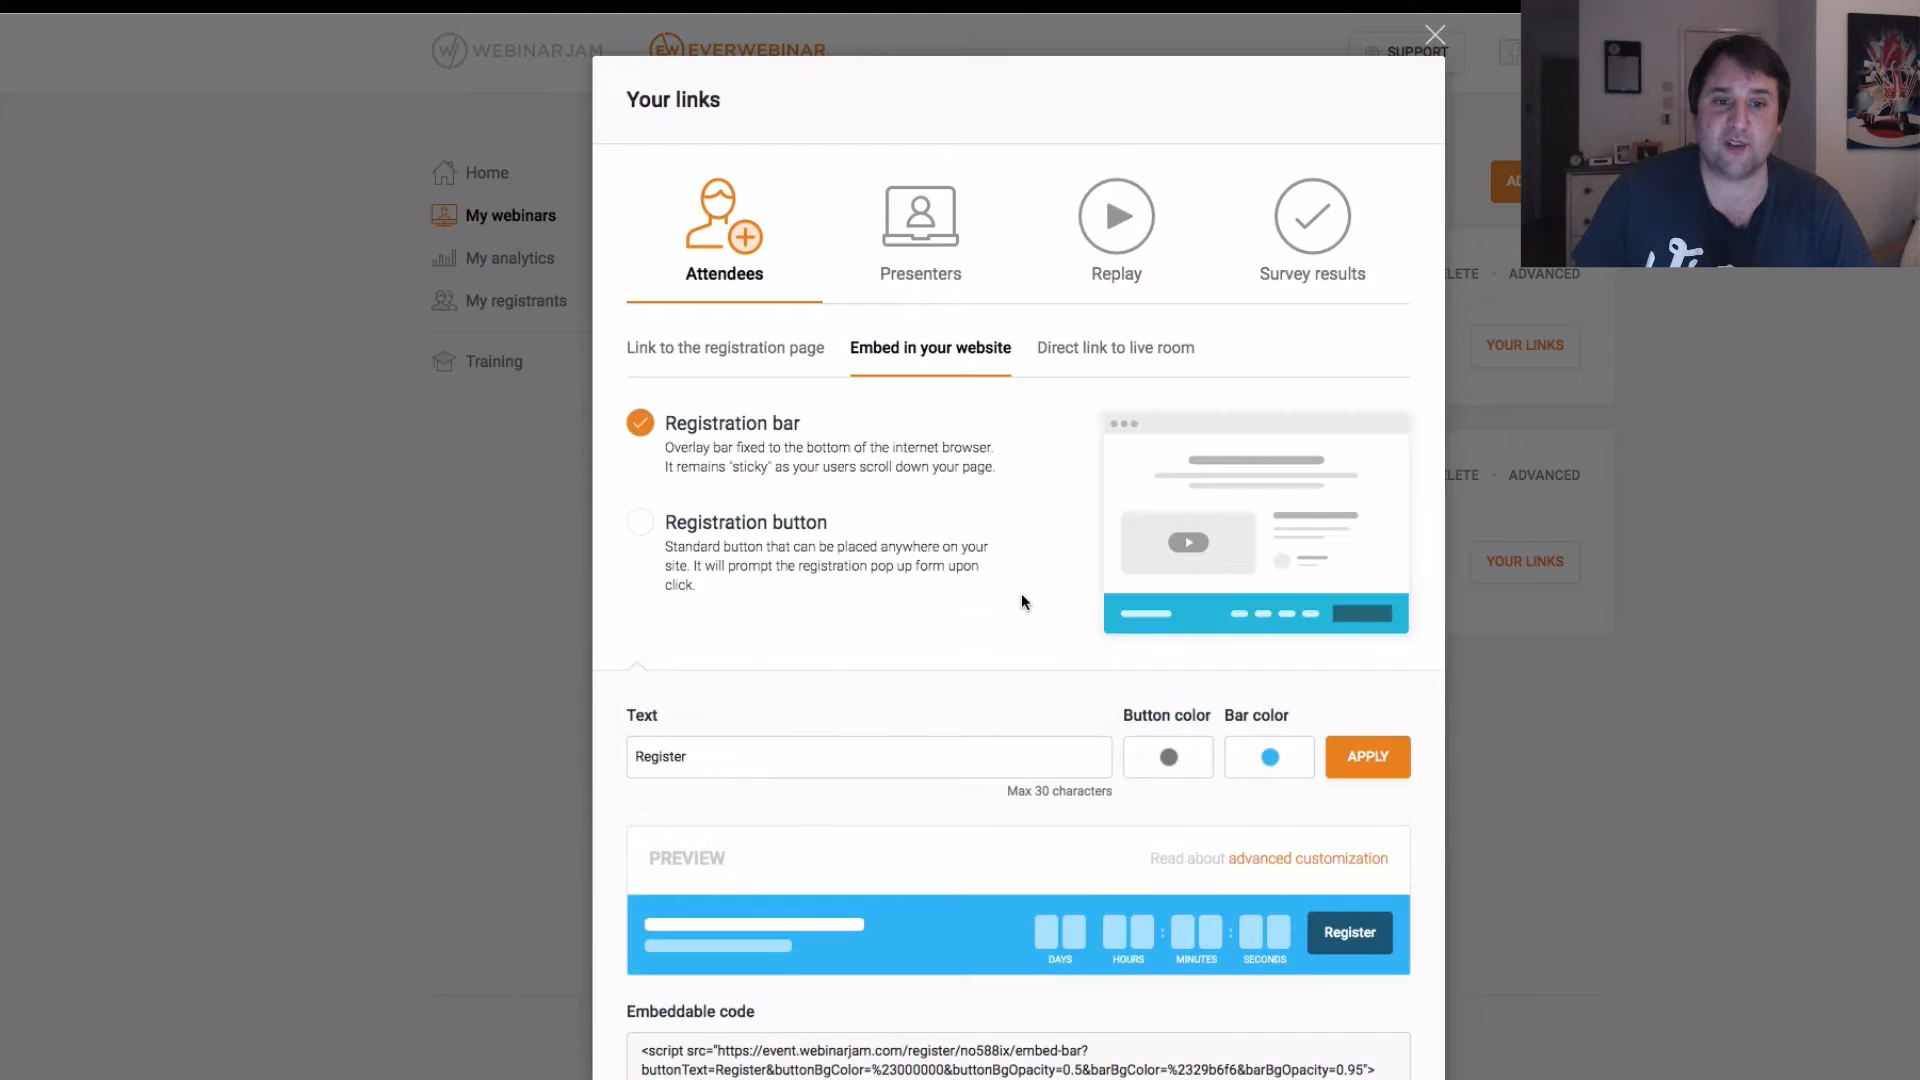 WEBINARJAM
EVERWEBINAR
SUPPORT
Your links
Home
My webinars
My analytics
My registrants
Training
Attendees
Presenters
Replay
Survey results
ADVANCED
Link to the registration page
Embed in your website
Direct link to live room
YOUR LINKS
Registration bar
Overlay bar fixed to the bottom of the internet browser.
It remains 'sticky' as your users scroll down your page.
ADVANCED
Registration button
Standard button that can be placed anywhere on your
site. It will prompt the registration pop up form upon
click.
YOUR LINKS
Text
Button color
Bar color
Register
APPLY
Max 30 characters
PREVIEW
Read about advanced customization
DAYS
HOURS
:
MINUTES
:
SECONDS
Register
Embeddable code
<script src="https://event.webinarjam.com/register/no588ix/embed-bar?
buttonText=Register&buttonBgColor=%23000000&buttonBgOpacity=0.5&barBgColor=%2329b6f6&barBgOpacity=0.95">